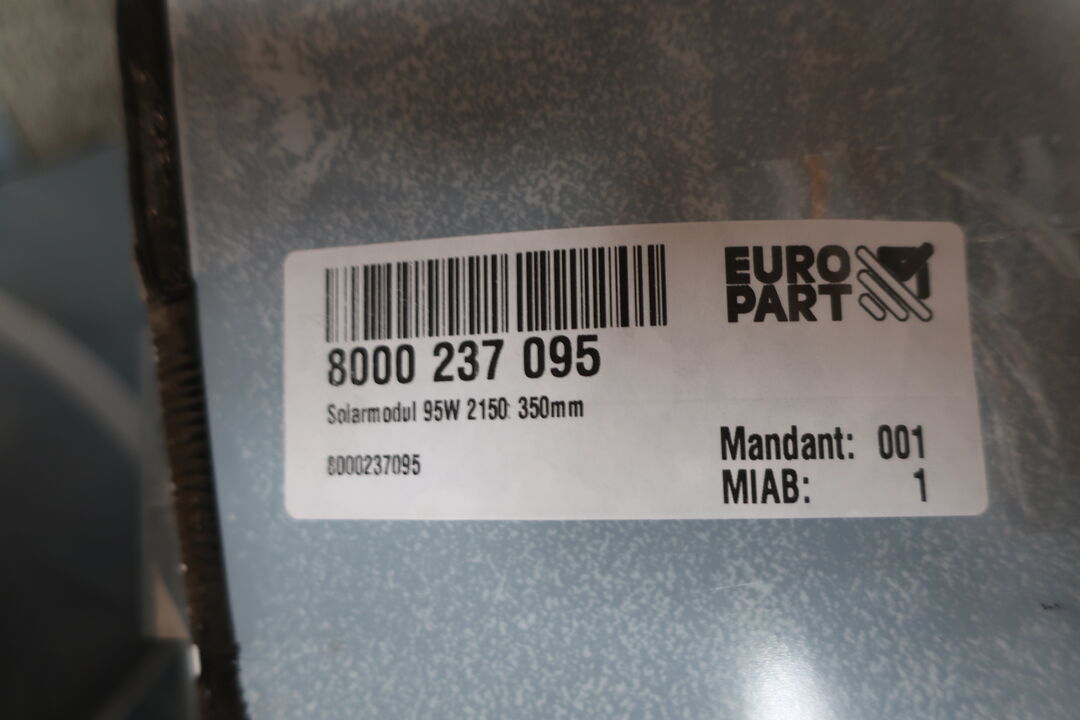 EURO
PART
8000 237 095
Solarmodul 95W 2150 350mm
8000237095
Mandant: 001
MIAB: 1